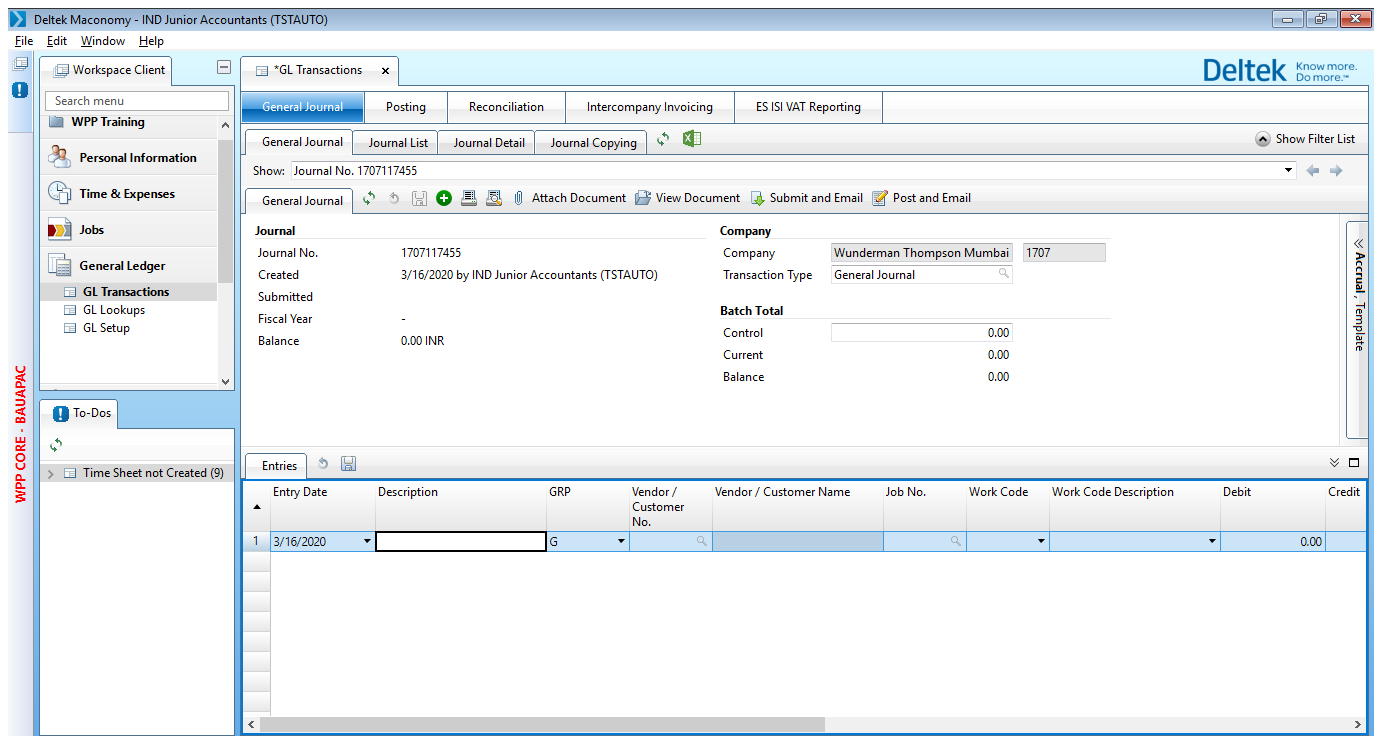 Deltek Maconomy - IND Junior Accountants (TSTAUTO)
File Edit Window Help
Workspace Client
*GL Transactions
Deltek Know more. Do more.™
Search menu
General Journal Posting Reconciliation Intercompany Invoicing ES ISI VAT Reporting
WPP Training
General Journal Journal List Journal Detail Journal Copying Show Filter List
Personal Information
Show: Journal No. 1707117455
Time & Expenses
General Journal Attach Document View Document Submit and Email Post and Email
Jobs
Journal Company
Journal No. 1707117455 Company Wunderman Thompson Mumbai 1707
General Ledger
Created 3/16/2020 by IND Junior Accountants (TSTAUTO) Transaction Type General Journal
GL Transactions
Submitted
GL Lookups
Batch Total
Fiscal Year -
GL Setup
Control 0.00
Balance 0.00 INR
Current 0.00
Balance 0.00
Accrual , Template
WPP CORE - BAUAPAC
To-Dos
Time Sheet not Created (9)
Entries
Entry Date Description GRP Vendor / Customer No. Vendor / Customer Name Job No. Work Code Work Code Description Debit Credit
1 3/16/2020 G 0.00